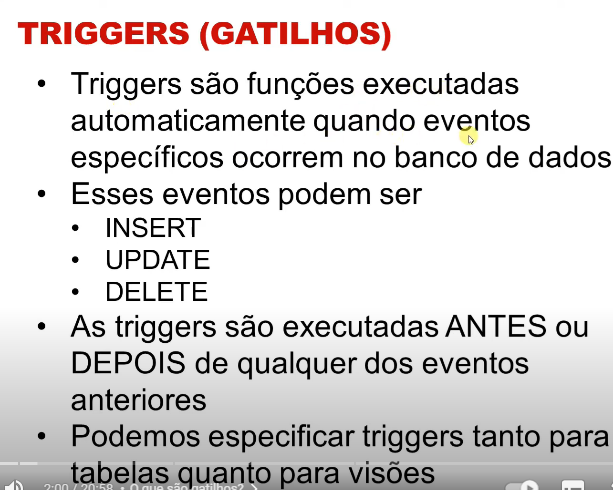 TRIGGERS (GATILHOS)
• Triggers são funções executadas
automaticamente quando eventos
específicos ocorrem no banco de dados
• Esses eventos podem ser
• INSERT
• UPDATE
• DELETE
• As triggers são executadas ANTES ou
DEPOIS de qualquer dos eventos
anteriores
• Podemos especificar triggers tanto para
tabelas quanto para visões
2:00 / 20:58 • O que são gatilhos?